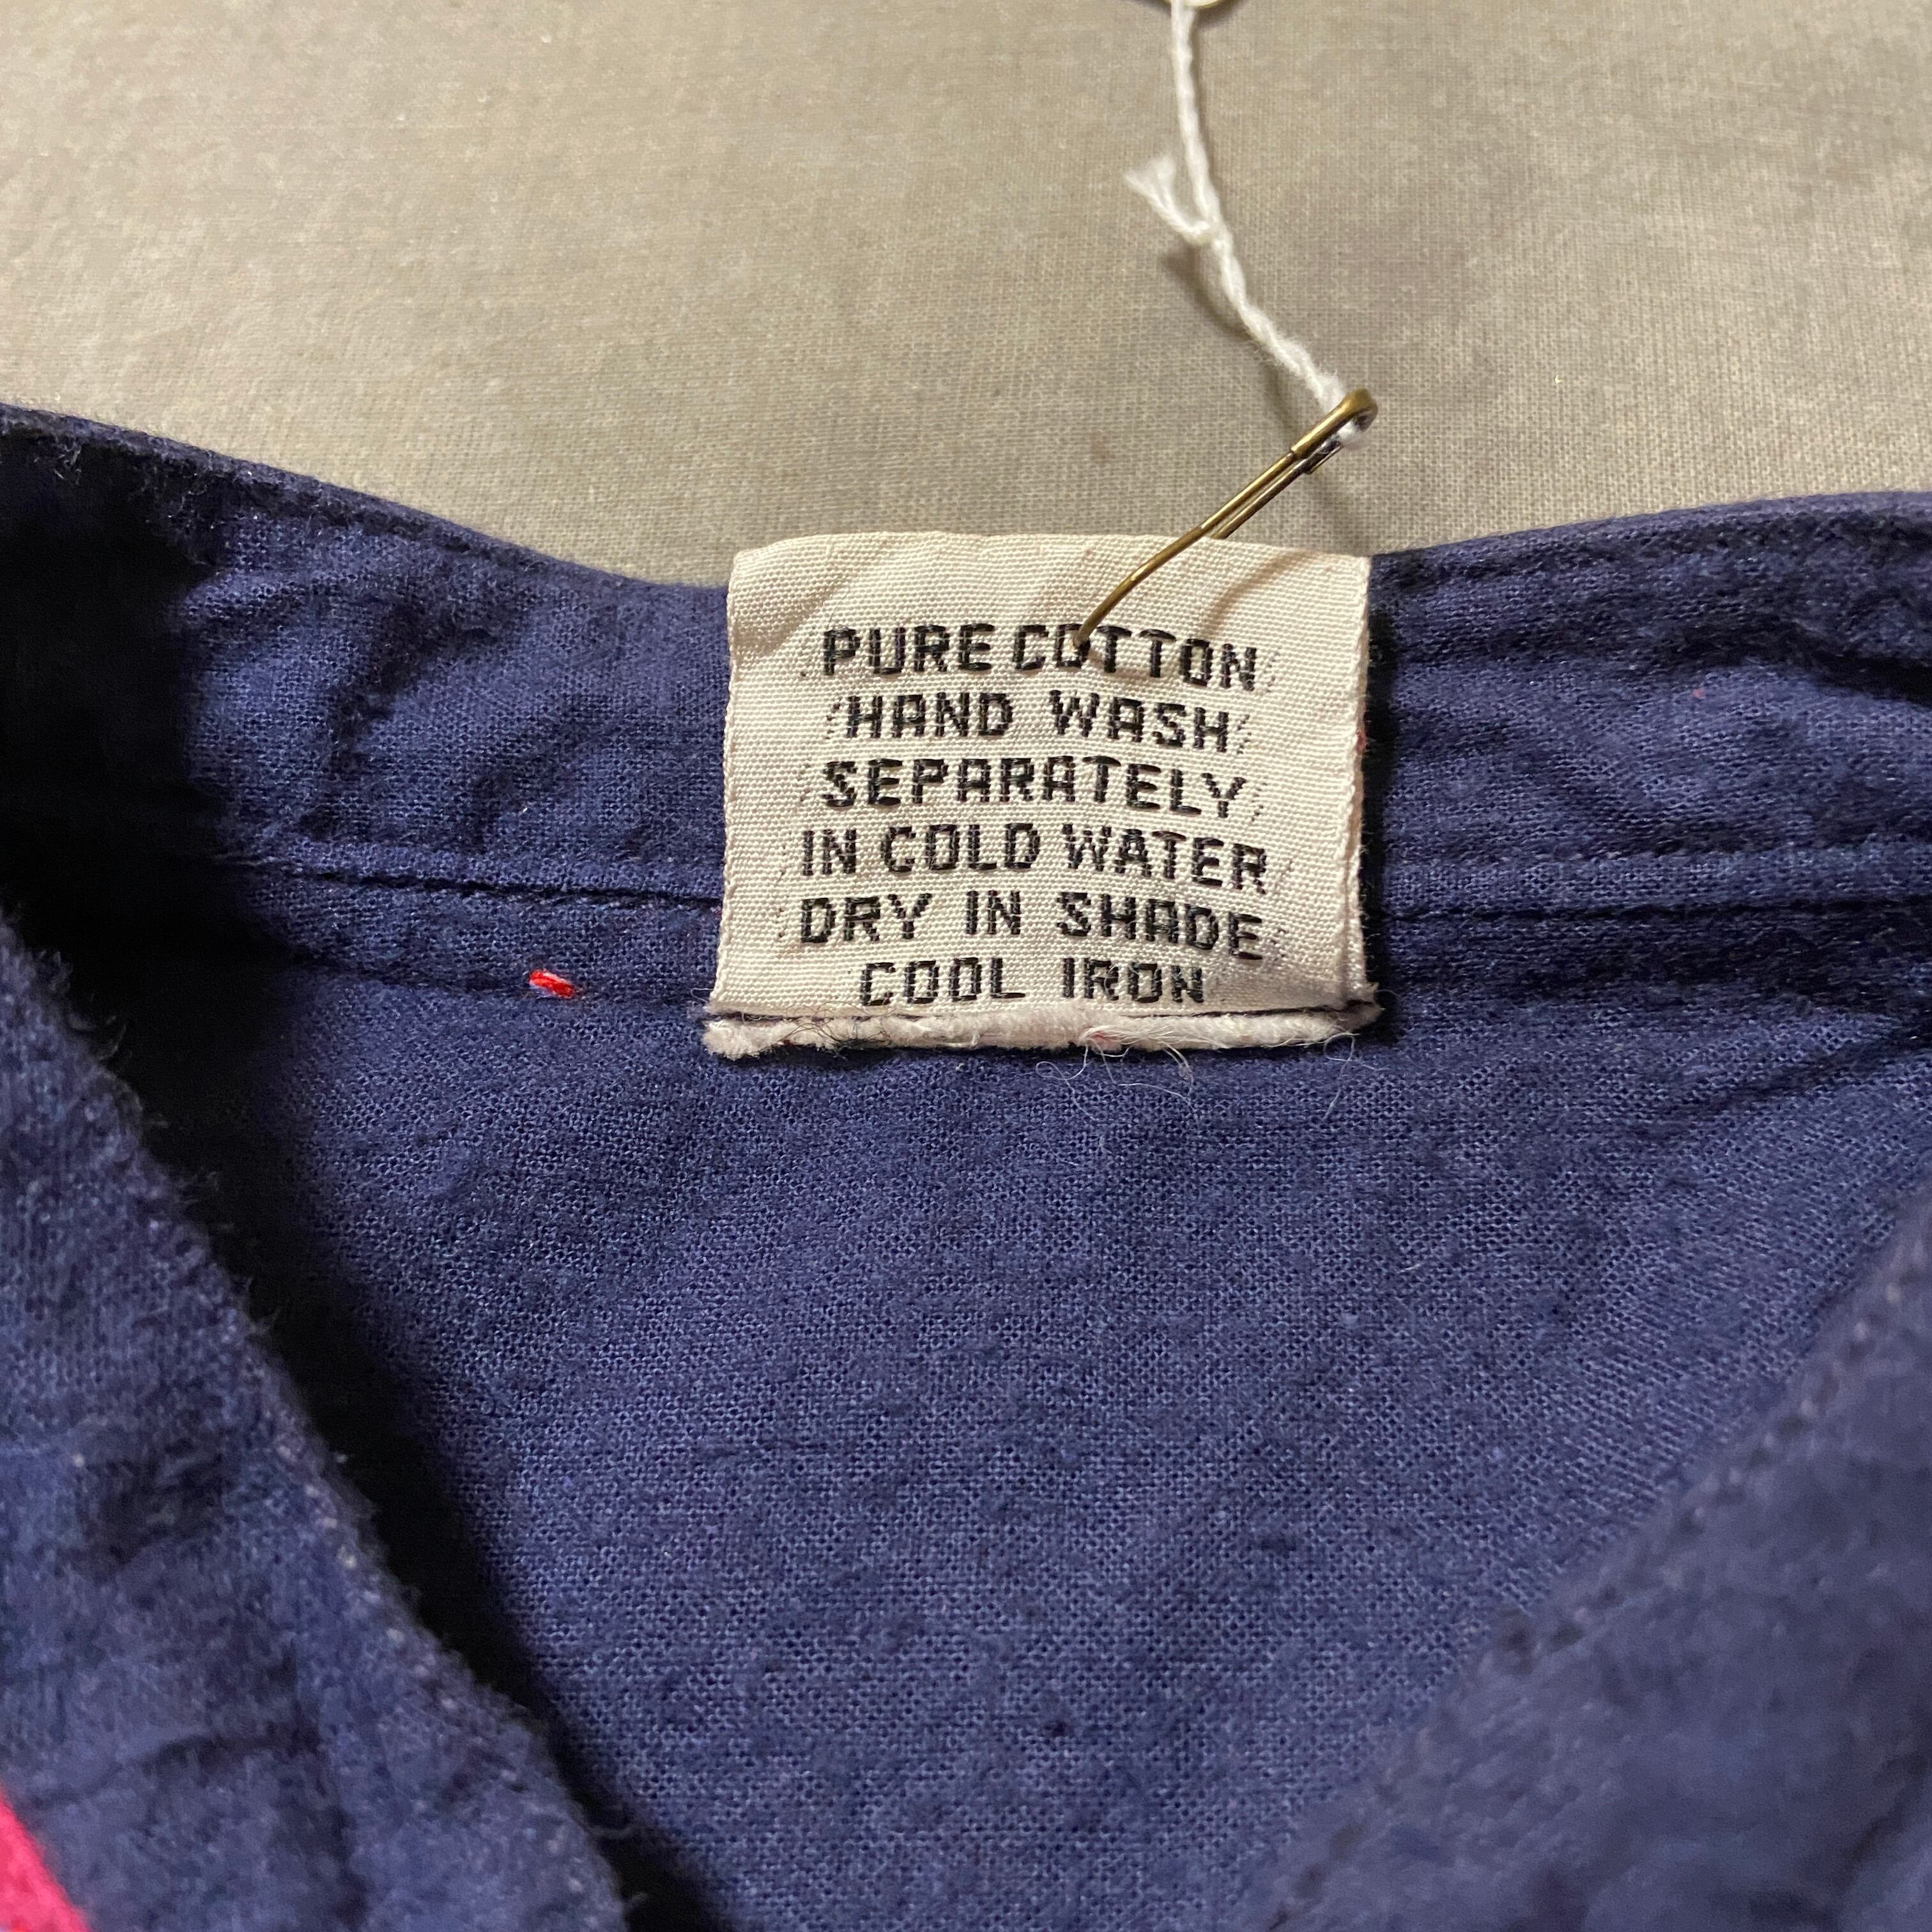 PURE COTTON
HAND WASH
SEPARATELY
IN COLD WATER
DRY IN SHADE
COOL IRON